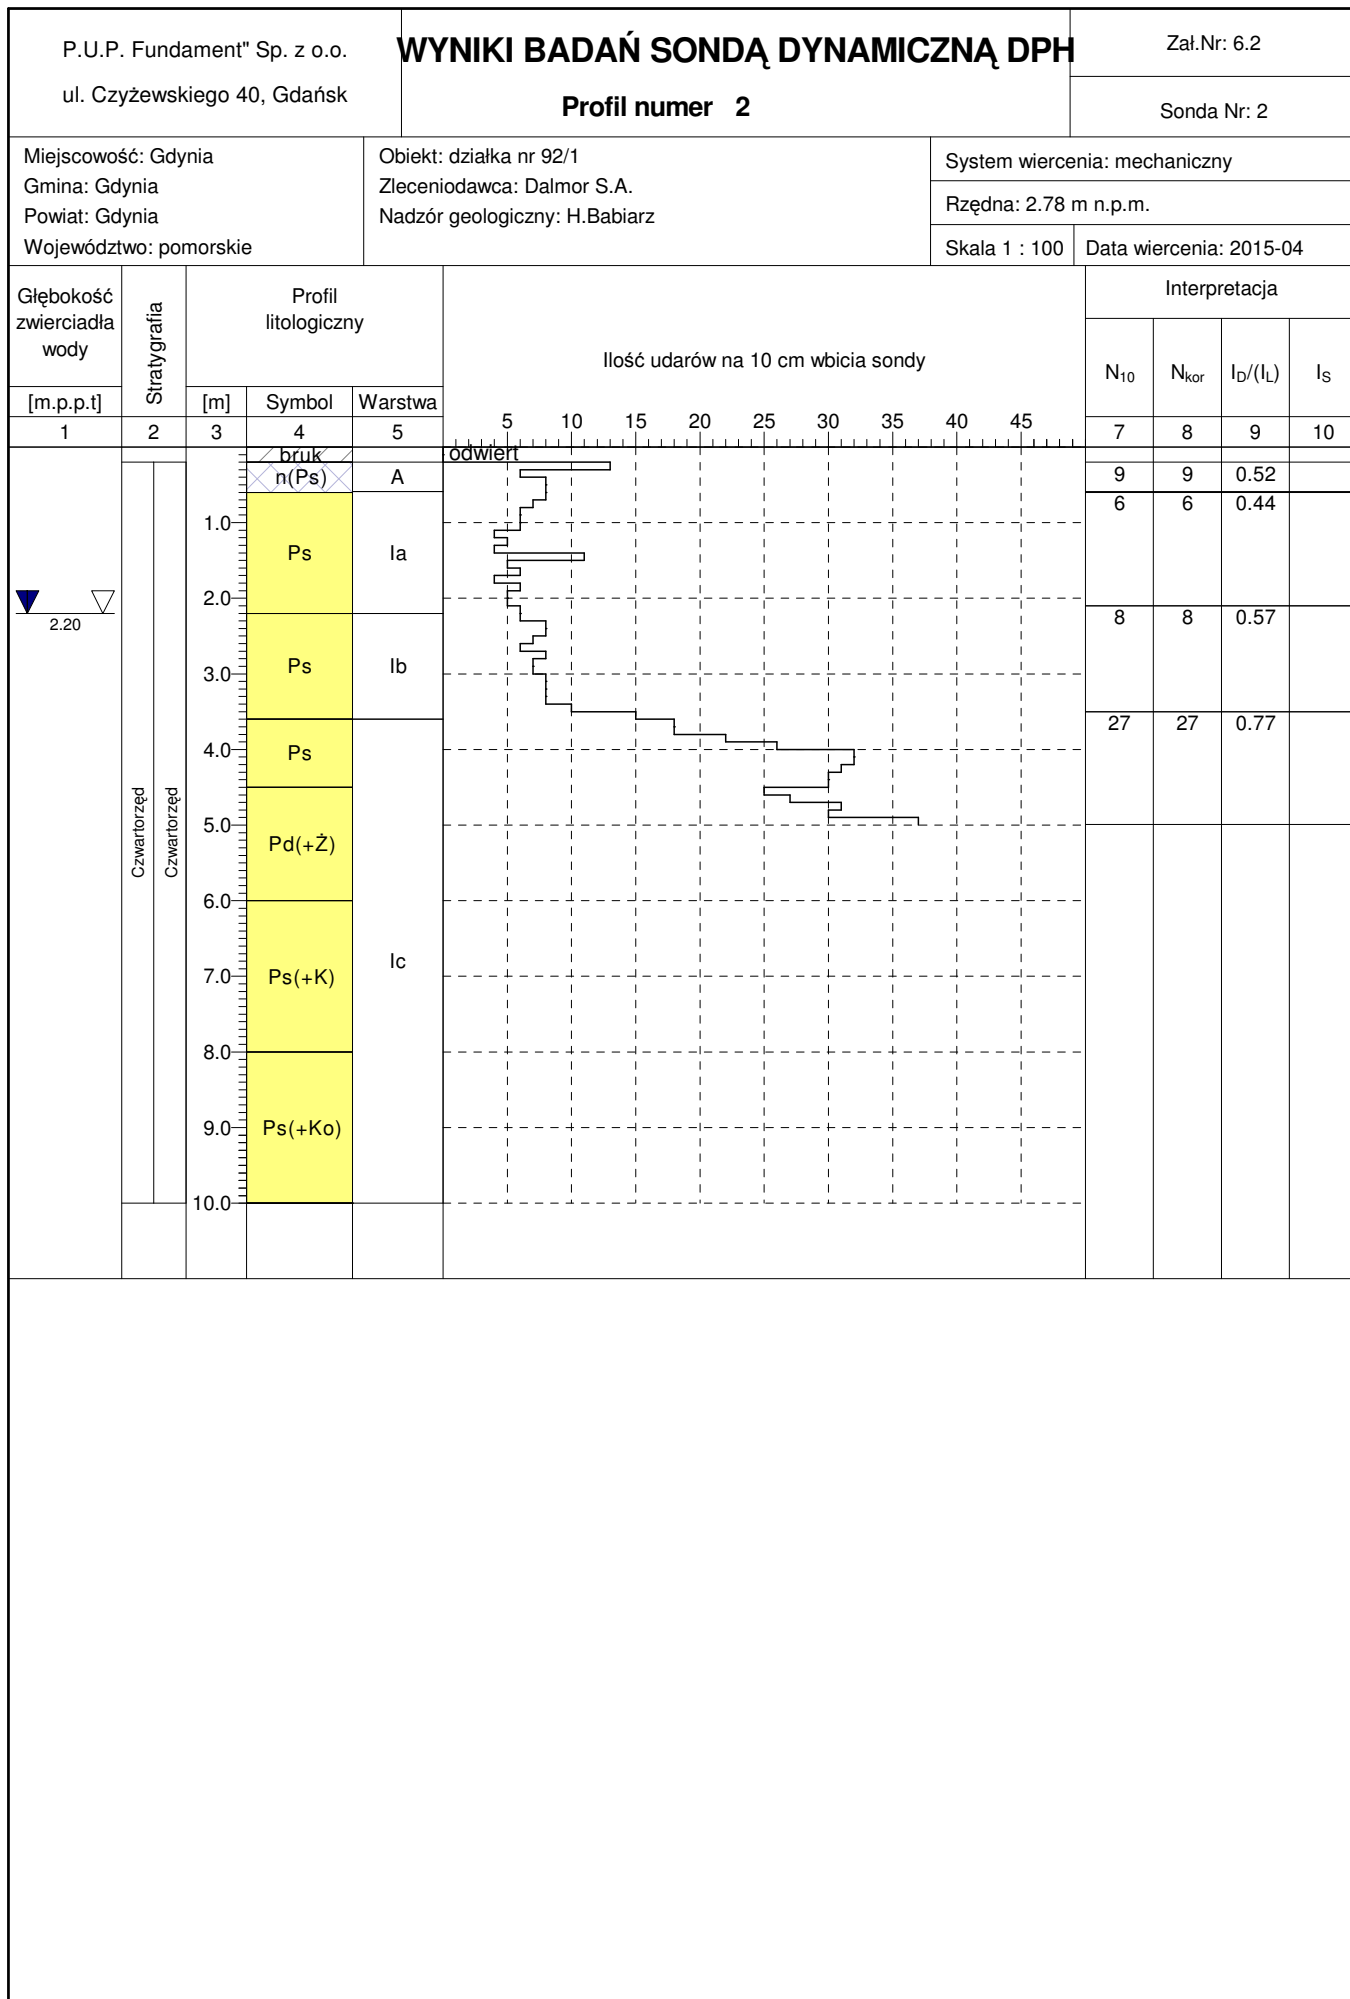 P.U.P. Fundament" Sp. z o.o.
ul. Czyżewskiego 40, Gdańsk
WYNIKI BADAŃ SONDĄ DYNAMICZNĄ DPH
Profil numer 2
Zał.Nr: 6.2
Sonda Nr: 2
Miejscowość: Gdynia
Gmina: Gdynia
Powiat: Gdynia
Województwo: pomorskie
Obiekt: działka nr 92/1
Zleceniodawca: Dalmor S.A.
Nadzór geologiczny: H.Babiarz
System wiercenia: mechaniczny
Rzędna: 2.78 m n.p.m.
Skala 1 : 100
Data wiercenia: 2015-04
Głębokość
zwierciadła
wody
[m.p.p.t]
Stratygrafia
Profil
litologiczny
[m] Symbol Warstwa
Ilość udarów na 10 cm wbicia sondy
5 10 15 20 25 30 35 40 45
Interpretacja
N10 Nkor ID/(IL) IS
1 2 3 4 5 7 8 9 10
bruk odwiert
n(Ps) A 9 9 0.52
6 6 0.44
1.0
Ps Ia
2.0
2.20
8 8 0.57
Ps Ib
3.0
27 27 0.77
4.0
Ps
5.0
Pd(+Ż)
Czwartorzęd
Czwartorzęd
6.0
Ic
7.0
Ps(+K)
8.0
9.0
Ps(+Ko)
10.0